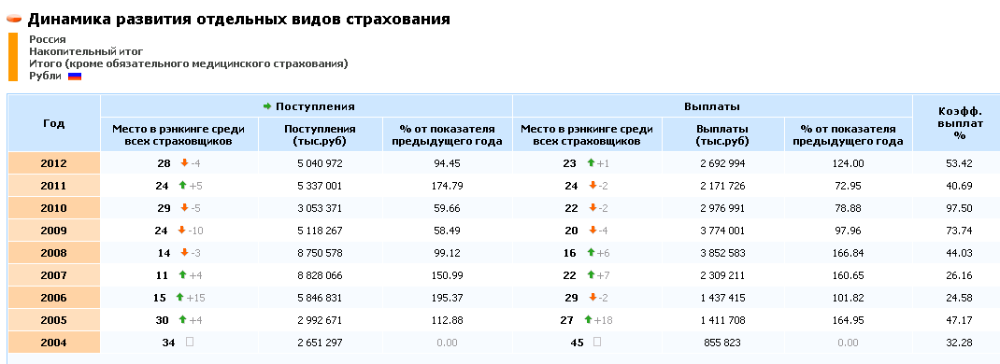 Динамика развития отдельных видов страхования
Россия
Накопительный итог
Итого (кроме обязательного медицинского страхования)
Рубли
Год Поступления Выплаты Коэфф. выплат %
Место в рэнкинге среди всех страховщиков Поступления (тыс.руб) % от показателя предыдущего года Место в рэнкинге среди всех страховщиков Выплаты (тыс.руб) % от показателя предыдущего года
2012 28 -4 5 040 972 94.45 23 +1 2 692 994 124.00 53.42
2011 24 +5 5 337 001 174.79 24 -2 2 171 726 72.95 40.69
2010 29 -5 3 053 371 59.66 22 -2 2 976 991 78.88 97.50
2009 24 -10 5 118 267 58.49 20 -4 3 774 001 97.96 73.74
2008 14 -3 8 750 578 99.12 16 +6 3 852 583 166.84 44.03
2007 11 +4 8 828 066 150.99 22 +7 2 309 211 160.65 26.16
2006 15 +15 5 846 831 195.37 29 -2 1 437 415 101.82 24.58
2005 30 +4 2 992 671 112.88 27 +18 1 411 708 164.95 47.17
2004 34 2 651 297 0.00 45 855 823 0.00 32.28